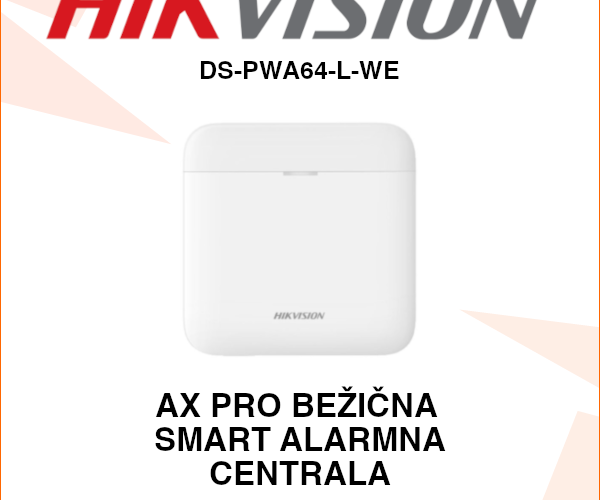 HIKVISION
DS-PWA64-L-WE
HIKVISION
AX PRO BEŽIČNA
SMART ALARMNA
CENTRALA